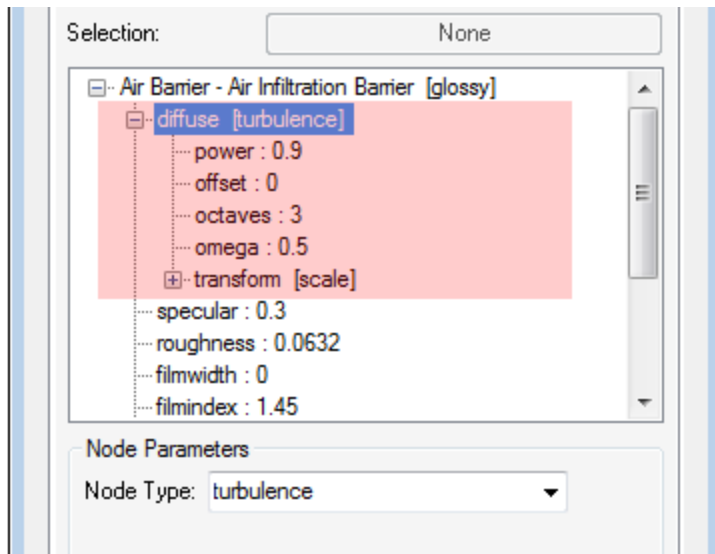 Selection: None
Air Barrier - Air Infiltration Barrier [glossy]
diffuse [turbulence]
power : 0.9
offset : 0
octaves : 3
omega : 0.5
transform [scale]
specular : 0.3
roughness : 0.0632
filmwidth : 0
filmindex : 1.45
Node Parameters
Node Type: turbulence